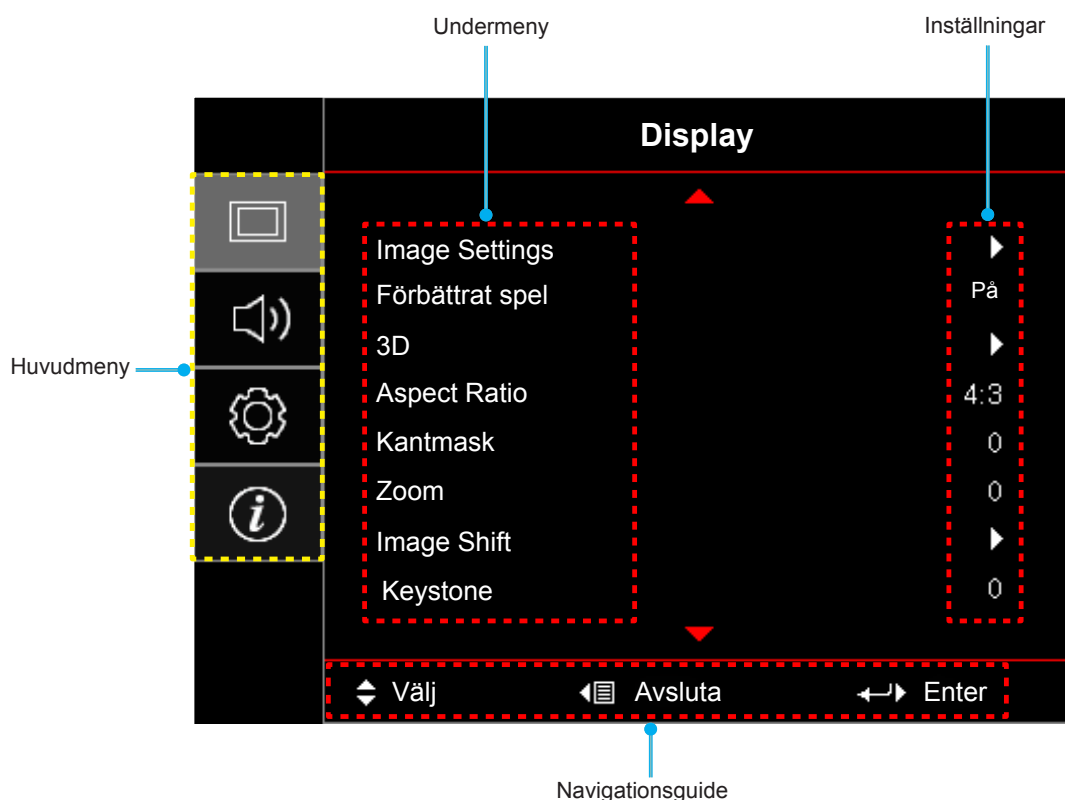 Undermeny
Inställningar
Display
Image Settings
Förbättrat spel På
3D
Huvudmeny
Aspect Ratio 4:3
Kantmask 0
Zoom 0
Image Shift
Keystone 0
Välj Avsluta Enter
Navigationsguide